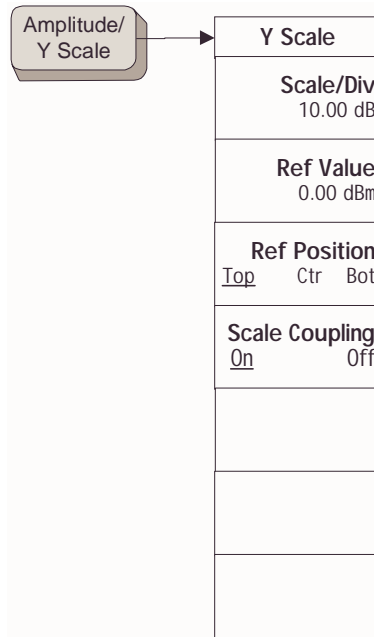 Amplitude/
Y Scale
Y Scale
Scale/Div
10.00 dB
Ref Value
0.00 dBm
Ref Position
Top Ctr Bot
Scale Coupling
On Off